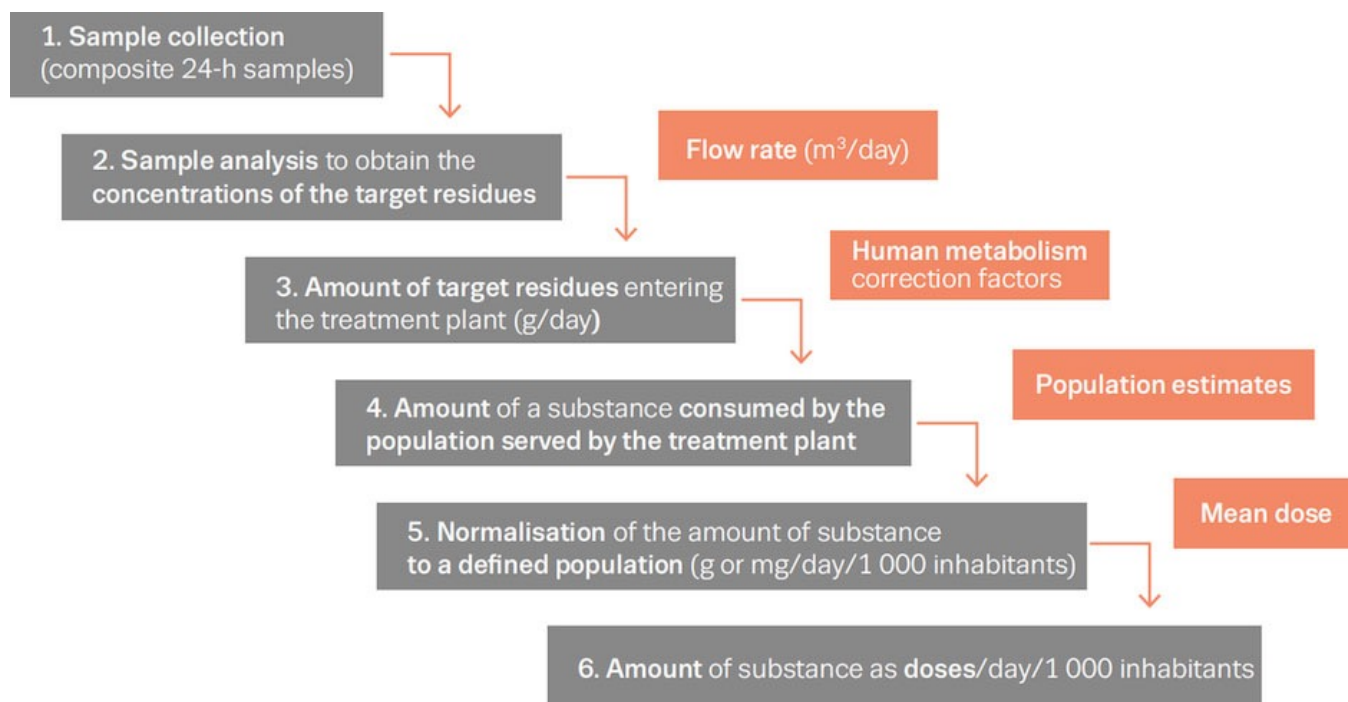 1. Sample collection
(composite 24-h samples)
2. Sample analysis to obtain the
concentrations of the target residues
Flow rate (m³/day)
3. Amount of target residues entering
the treatment plant (g/day)
Human metabolism
correction factors
4. Amount of a substance consumed by the
population served by the treatment plant
Population estimates
5. Normalisation of the amount of substance
to a defined population (g or mg/day/1 000 inhabitants)
Mean dose
6. Amount of substance as doses/day/1 000 inhabitants